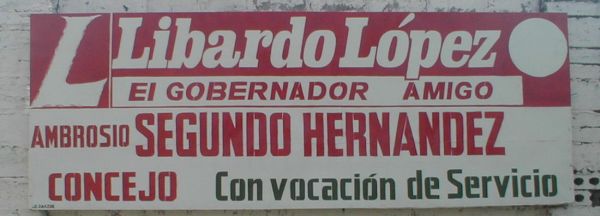 L Libardo López
El GOBERNADOR AMIGO
AMBROSIO SEGUNDO HERNANDEZ
CONCEJO Con vocación de Servicio